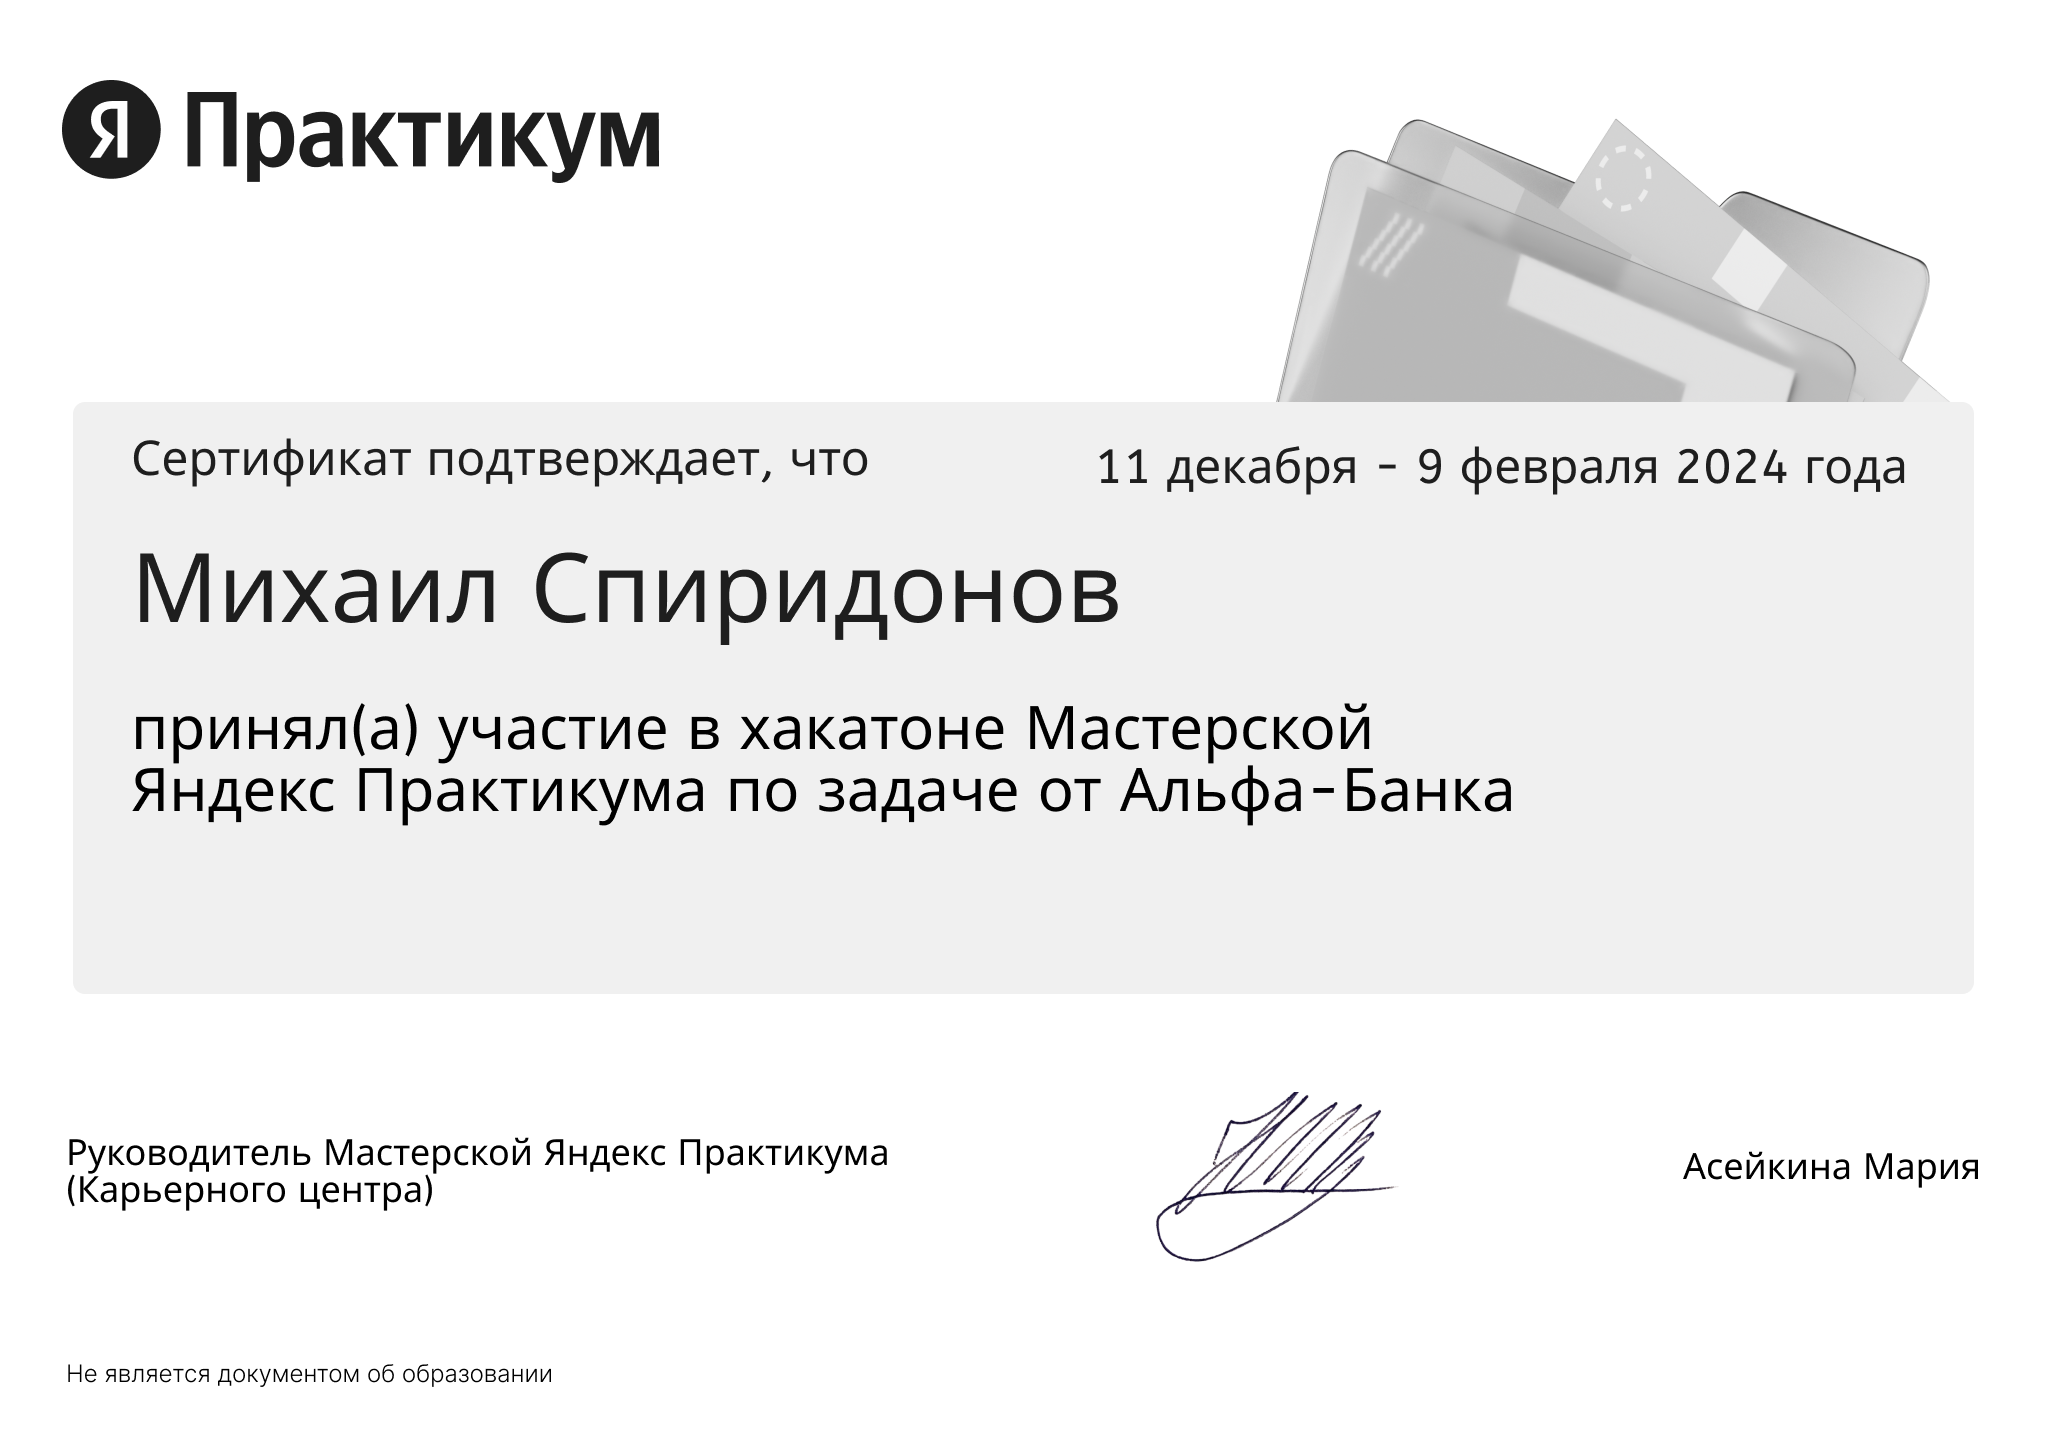 Я Практикум
Сертификат подтверждает, что
11 декабря - 9 февраля 2024 года
Михаил Спиридонов
принял(а) участие в хакатоне Мастерской
Яндекс Практикума по задаче от Альфа-Банка
Руководитель Мастерской Яндекс Практикума
(Карьерного центра)
Асейкина Мария
Не является документом об образовании